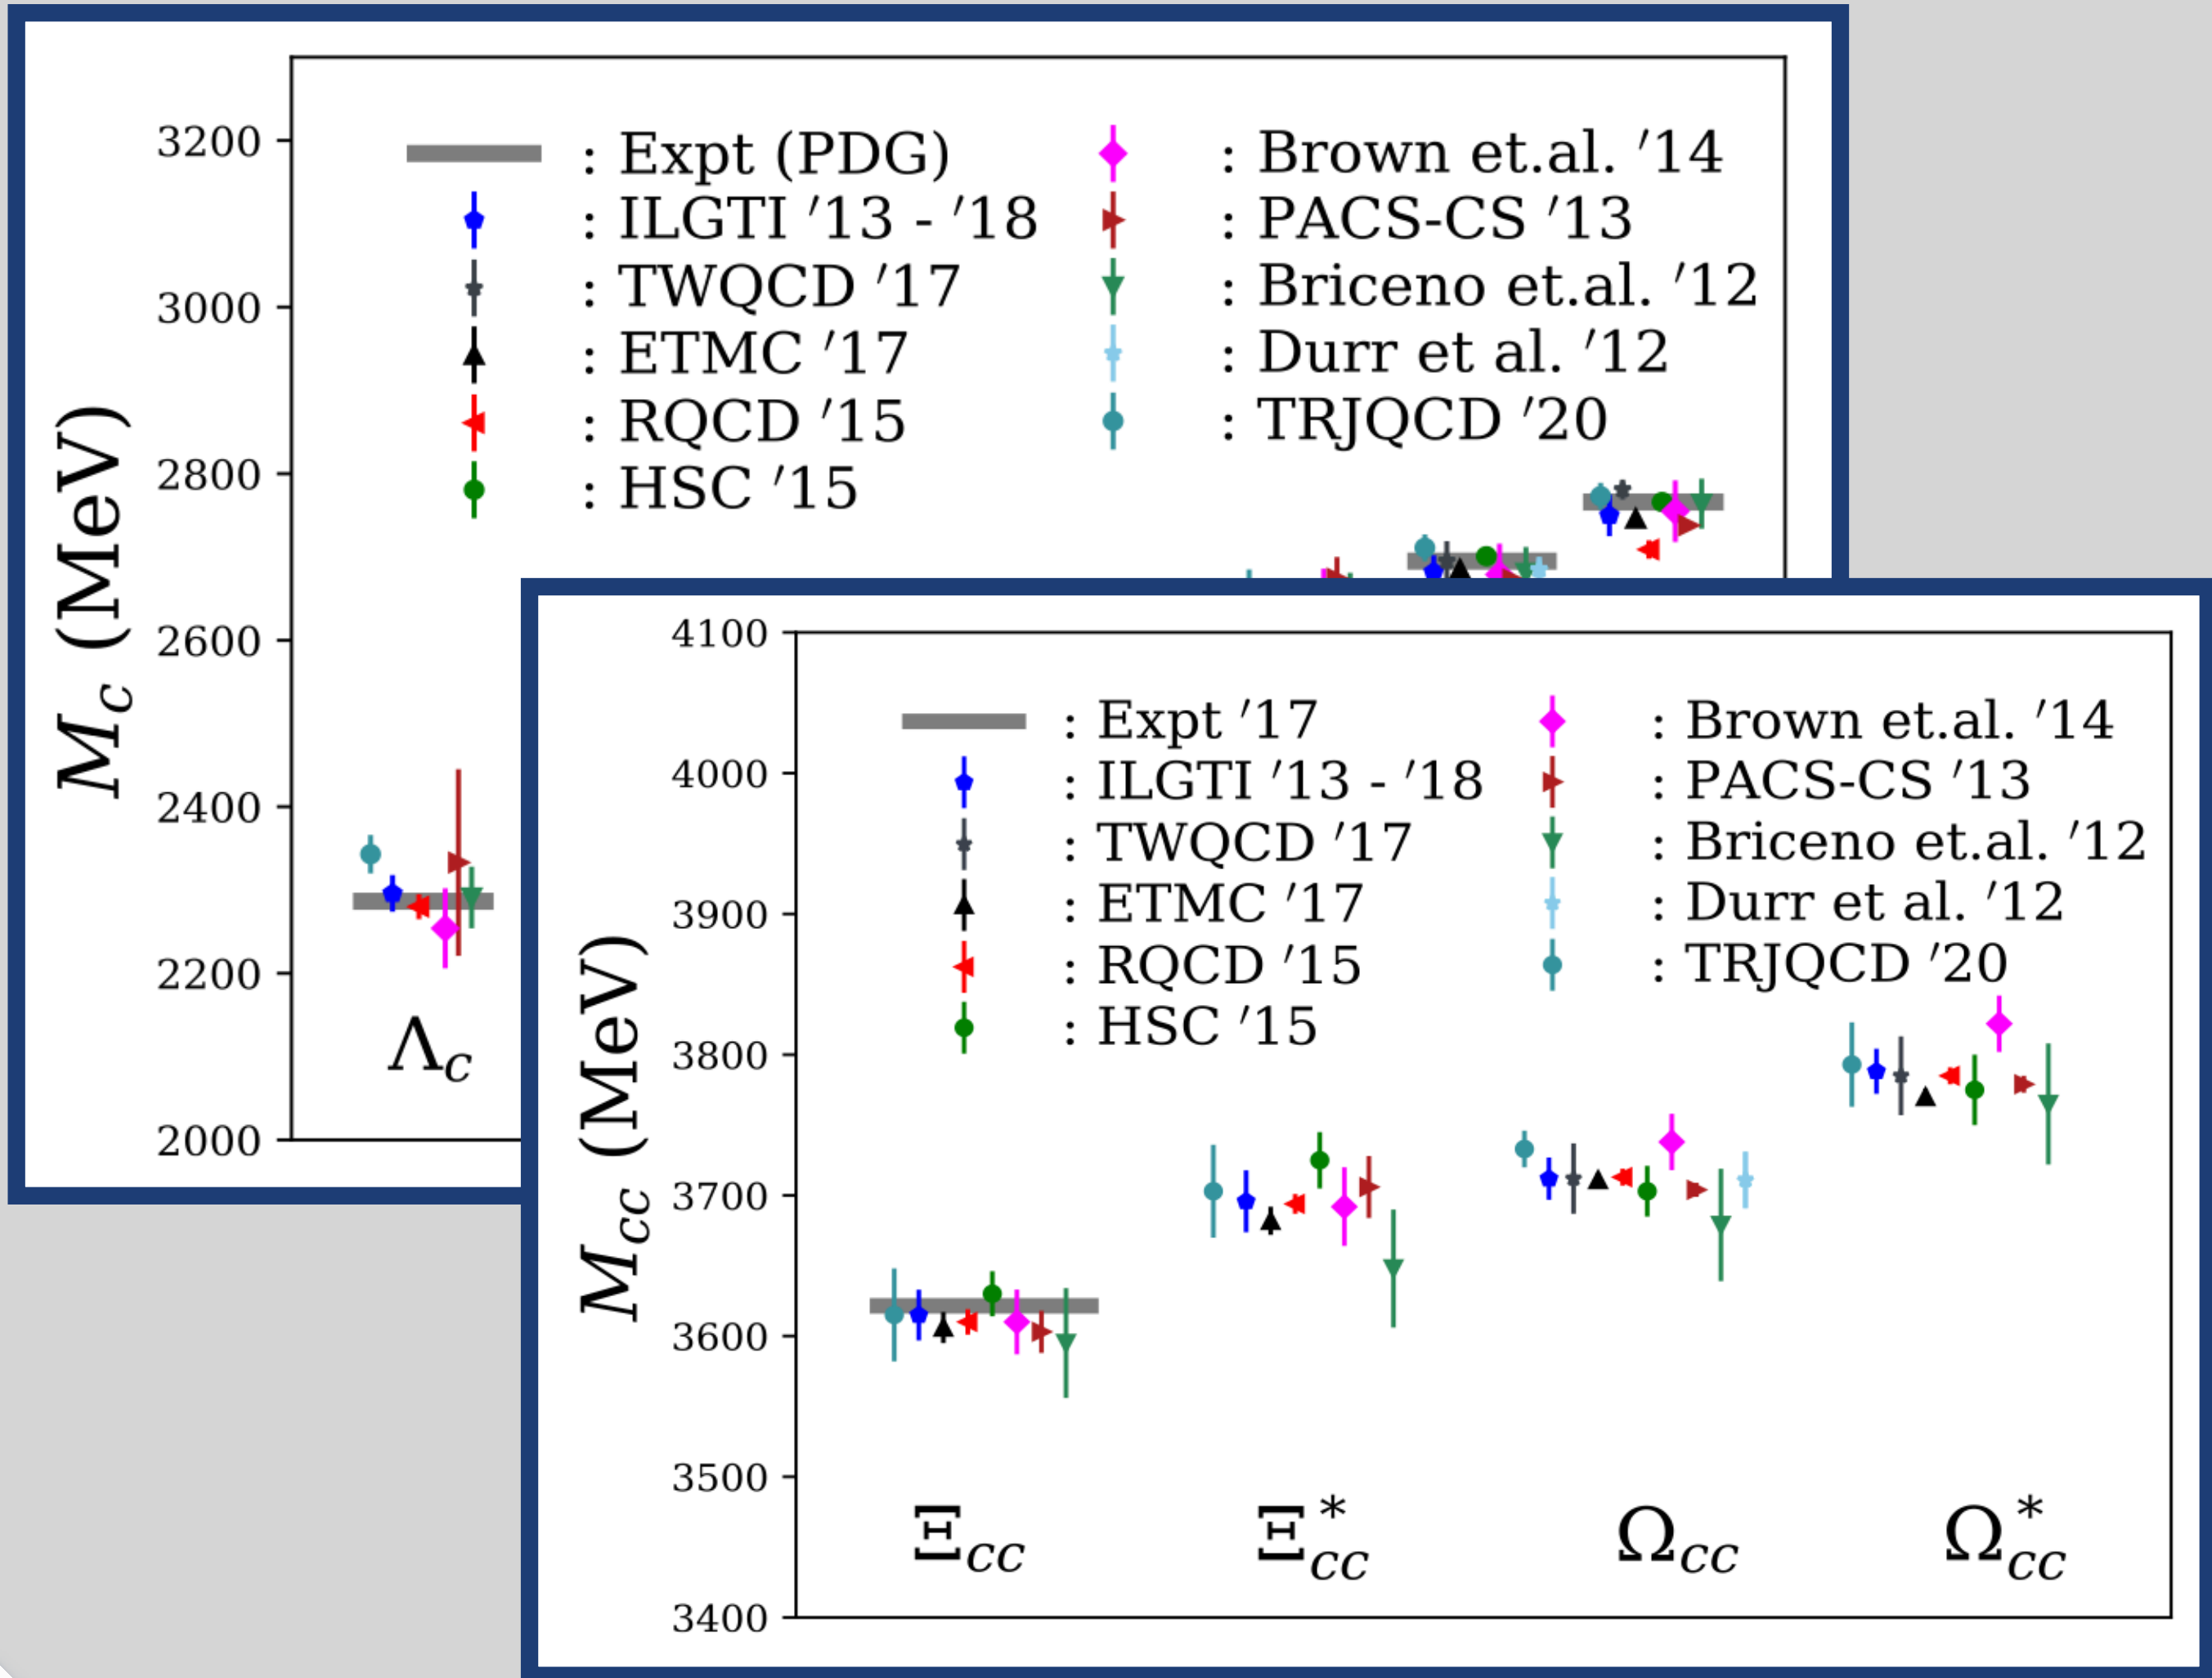 3200
3000
2800
2600
2400
2200
2000
M_c (MeV)
: Expt (PDG)
: ILGTI ′13 - ′18
: TWQCD ′17
: ETMC ′17
: RQCD ′15
: HSC ′15
: Brown et.al. ′14
: PACS-CS ′13
: Briceno et.al. ′12
: Durr et al. ′12
: TRJQCD ′20
Λ_c
4100
4000
3900
3800
3700
3600
3500
3400
M_cc (MeV)
: Expt ′17
: ILGTI ′13 - ′18
: TWQCD ′17
: ETMC ′17
: RQCD ′15
: HSC ′15
: Brown et.al. ′14
: PACS-CS ′13
: Briceno et.al. ′12
: Durr et al. ′12
: TRJQCD ′20
Ξ_cc Ξ*_cc Ω_cc Ω*_cc